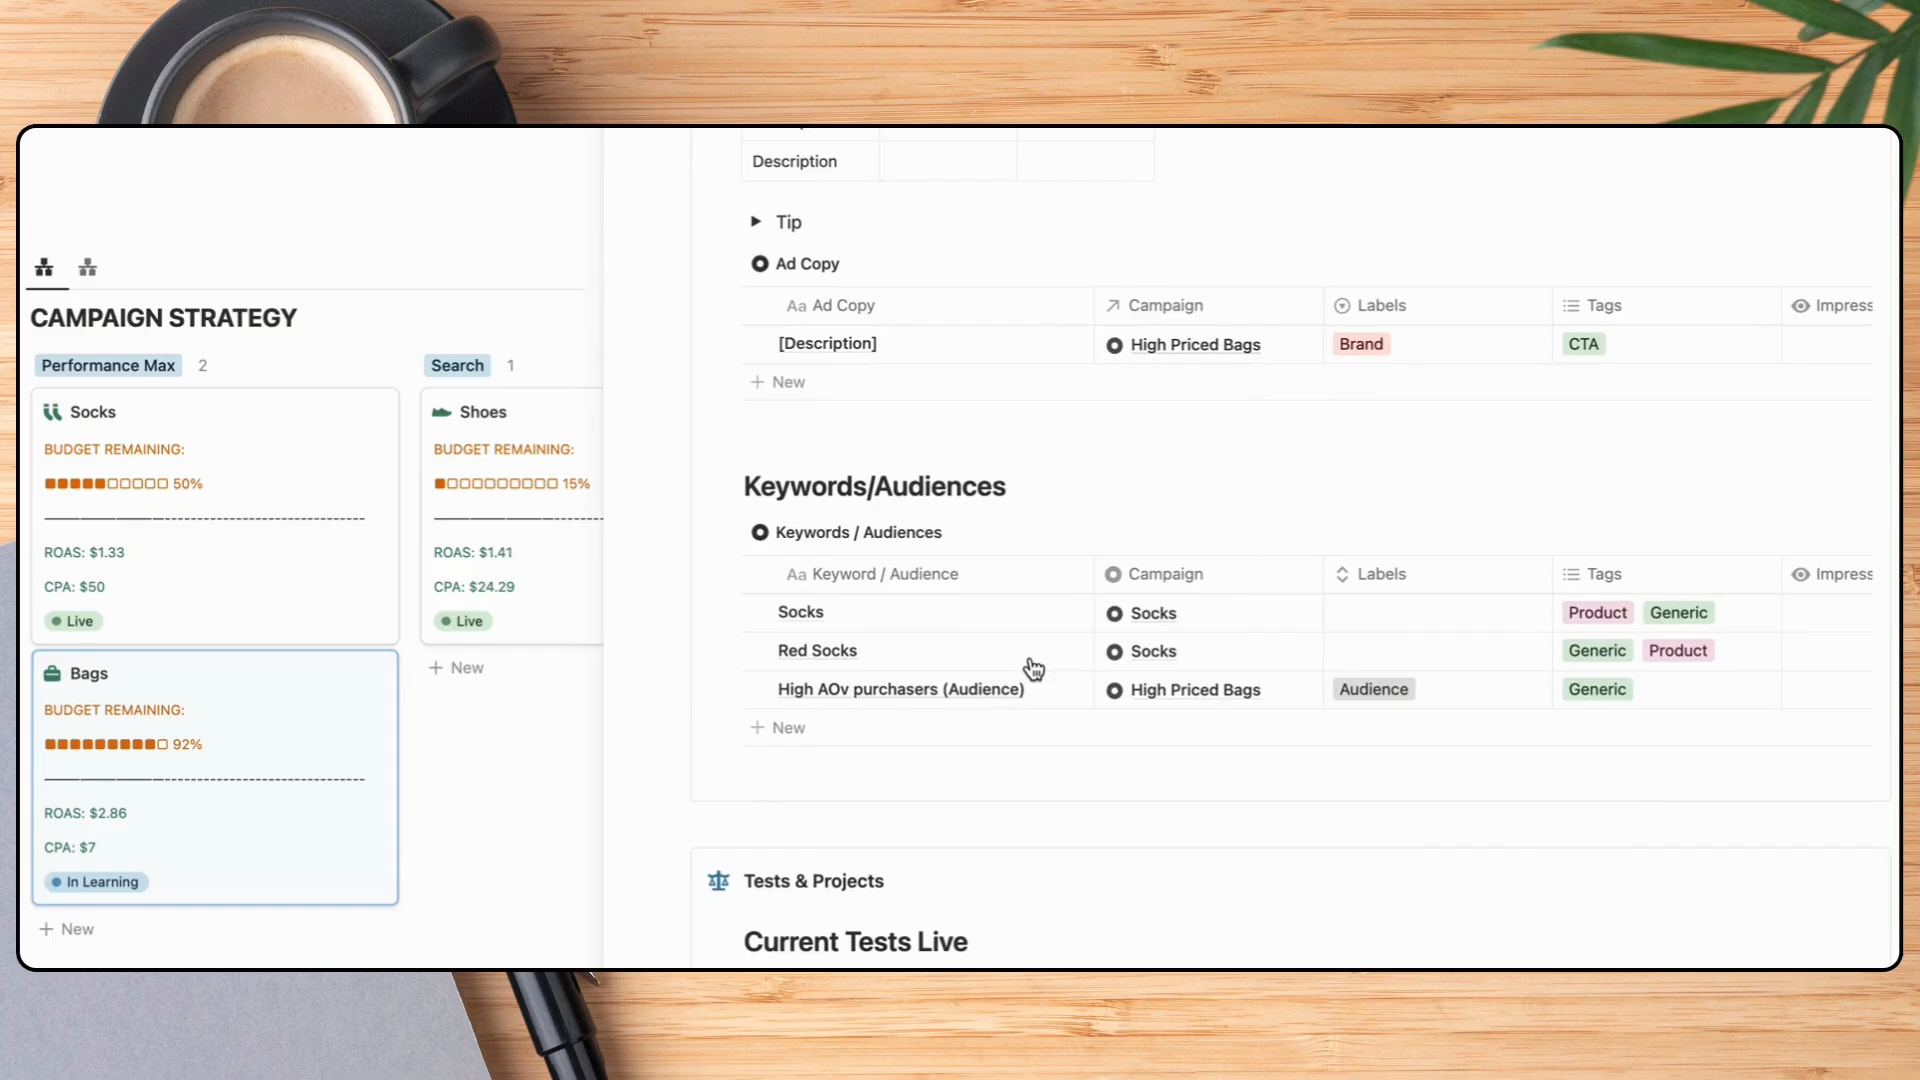 CAMPAIGN STRATEGY
Performance Max 2
Socks
BUDGET REMAINING:
■■■■■□□□□□ 50%
ROAS: $1.33
CPA: $50
Live
Bags
BUDGET REMAINING:
■■■■■■■■■□ 92%
ROAS: $2.86
CPA: $7
In Learning
+ New
Search 1
Shoes
BUDGET REMAINING:
■□□□□□□□□□ 15%
ROAS: $1.41
CPA: $24.29
Live
+ New
Description
Tip
Ad Copy
Aa Ad Copy Campaign Labels Tags Impress
[Description] High Priced Bags Brand CTA
+ New
Keywords/Audiences
Keywords / Audiences
Aa Keyword / Audience Campaign Labels Tags Impress
Socks Socks Product Generic
Red Socks Socks Generic Product
High AOv purchasers (Audience) High Priced Bags Audience Generic
+ New
Tests & Projects
Current Tests Live